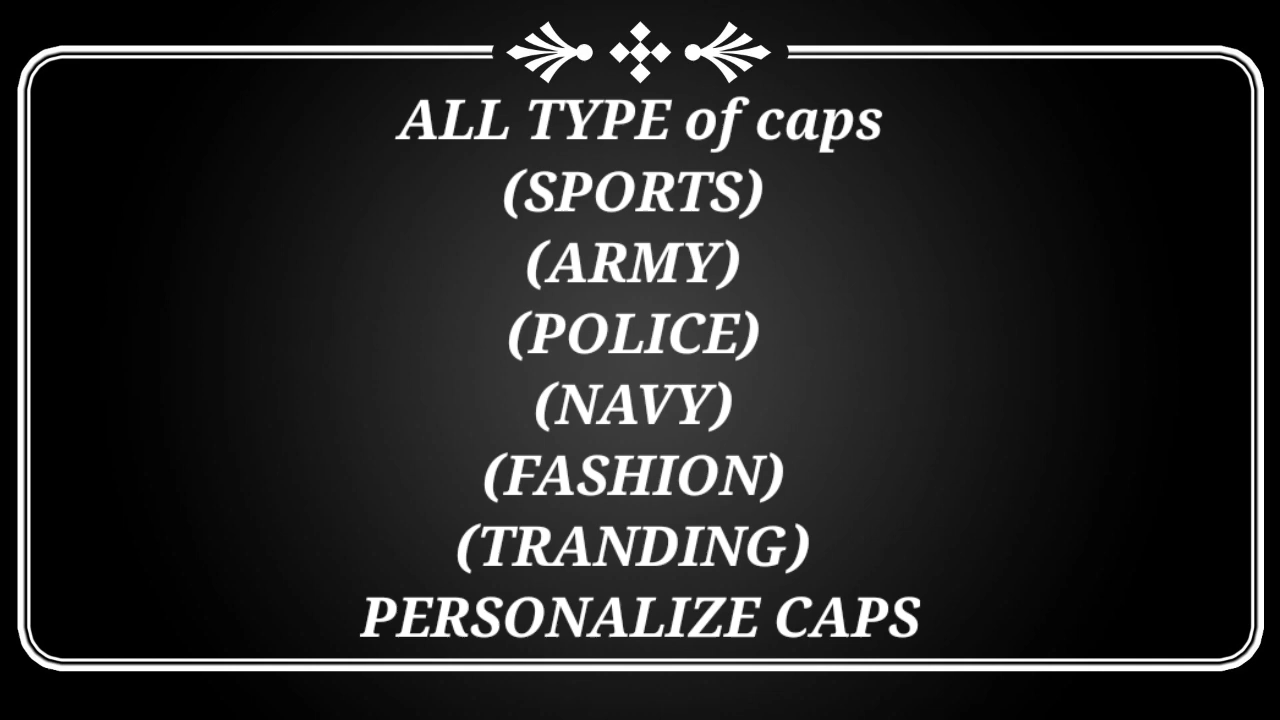 ALL TYPE of caps
(SPORTS)
(ARMY)
(POLICE)
(NAVY)
(FASHION)
(TRANDING)
PERSONALIZE CAPS